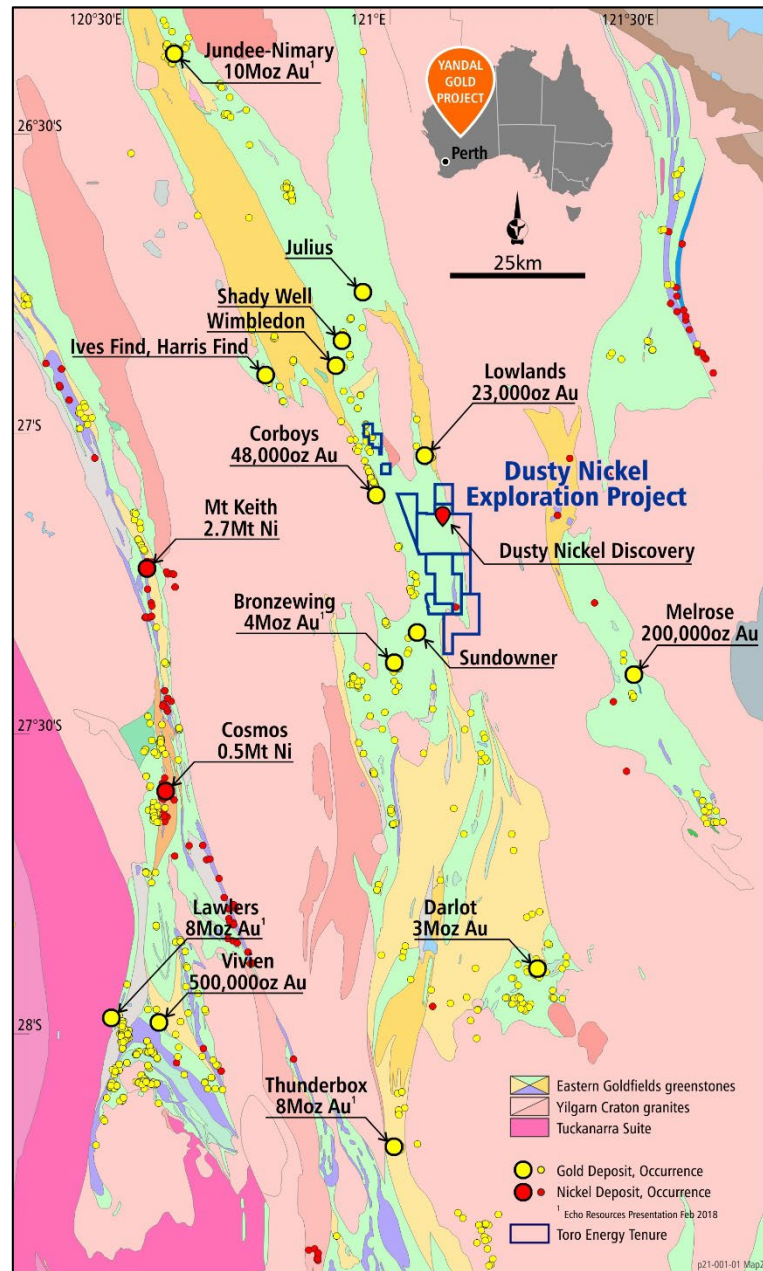 120°30'E
121°E
121°30'E
Jundee-Nimary
10Moz Au¹
YANDAL
GOLD
PROJECT
Perth
26°30'S
25km
Julius
Shady Well
Wimbledon
Ives Find, Harris Find
Lowlands
23,000oz Au
27°S
Corboys
48,000oz Au
Dusty Nickel
Exploration Project
Mt Keith
2.7Mt Ni
Dusty Nickel Discovery
Bronzewing
4Moz Au¹
Melrose
200,000oz Au
Sundowner
27°30'S
Cosmos
0.5Mt Ni
Lawlers
8Moz Au¹
Darlot
3Moz Au
Vivien
500,000oz Au
28°S
Thunderbox
8Moz Au¹
Eastern Goldfields greenstones
Yilgarn Craton granites
Tuckanarra Suite
Gold Deposit, Occurrence
Nickel Deposit, Occurrence
¹ Echo Resources Presentation Feb 2018
Toro Energy Tenure
p21-001-01 Map2